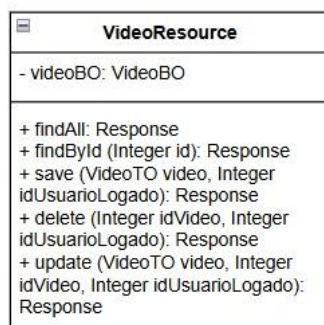 VideoResource
- videoBO: VideoBO
+ findAll: Response
+ findById (Integer id): Response
+ save (VideoTO video, Integer
idUsuarioLogado): Response
+ delete (Integer idVideo, Integer
idUsuarioLogado): Response
+ update (VideoTO video, Integer
idVideo, Integer idUsuarioLogado):
Response